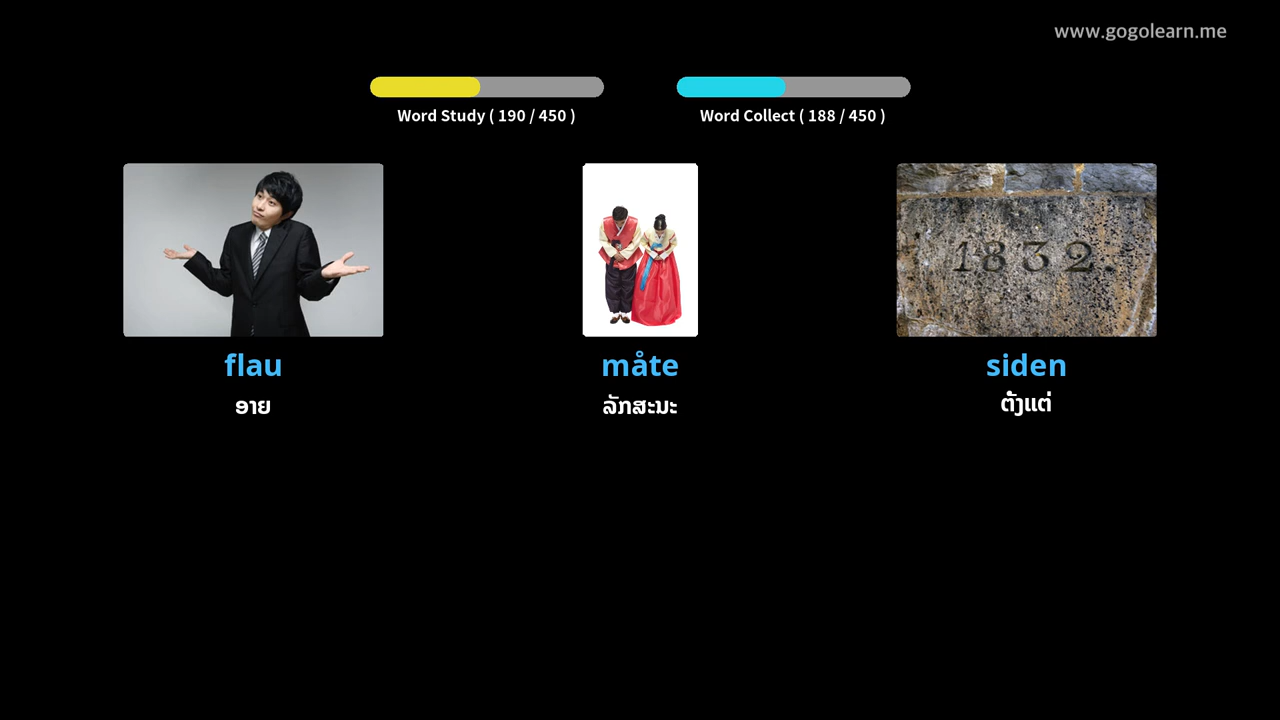 www.gogolearn.me
Word Study ( 190 / 450 )
Word Collect ( 188 / 450 )
1832.
flau
måte
siden
ອາຍ
ລັກສະນະ
ຕັ້ງແຕ່